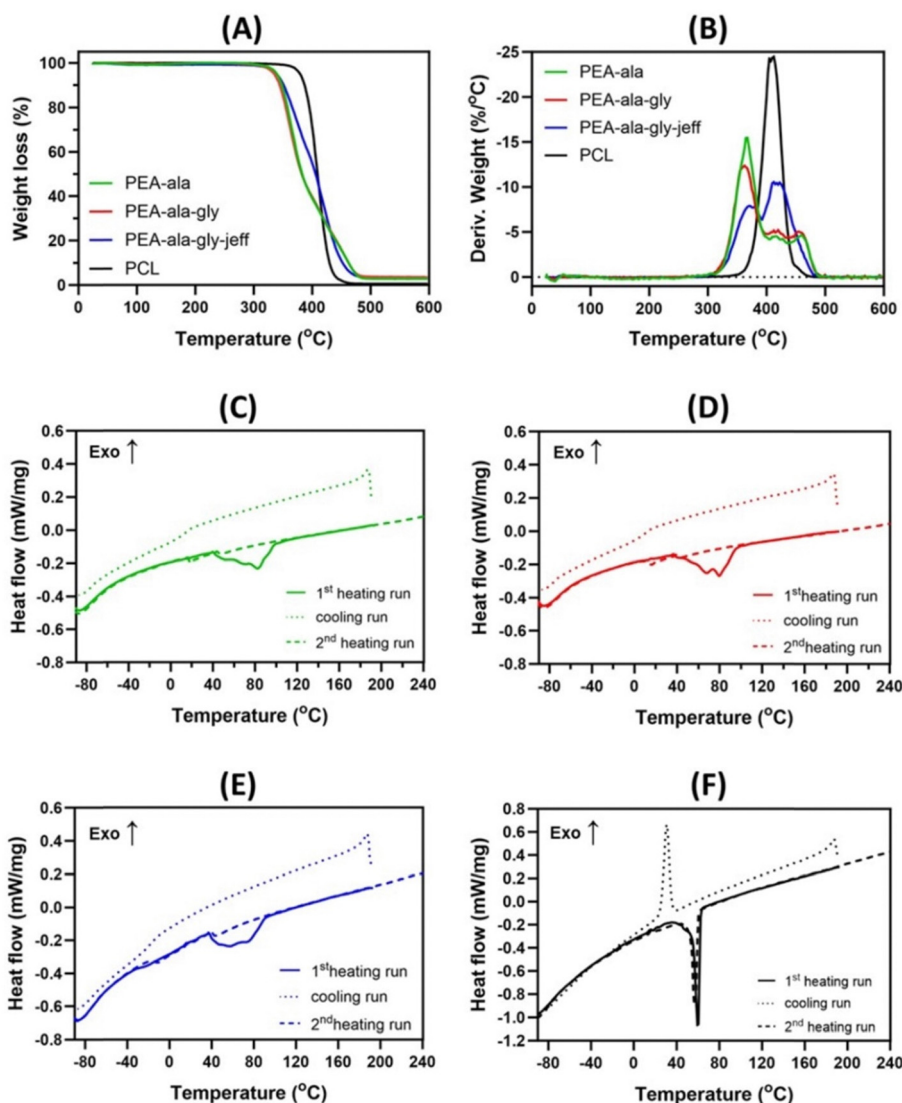 (A)
Weight loss (%)
100
80
60
40
20
0
PEA-ala
PEA-ala-gly
PEA-ala-gly-jeff
PCL
0 100 200 300 400 500 600
Temperature (°C)
(B)
Deriv. Weight (%/°C)
-25
-20
-15
-10
-5
0
PEA-ala
PEA-ala-gly
PEA-ala-gly-jeff
PCL
0 100 200 300 400 500 600
Temperature (°C)
(C)
Heat flow (mW/mg)
0.6
0.4
0.2
0.0
-0.2
-0.4
-0.6
-0.8
Exo ↑
1st heating run
cooling run
2nd heating run
-80 -40 0 40 80 120 160 200 240
Temperature (°C)
(D)
Heat flow (mW/mg)
0.6
0.4
0.2
0.0
-0.2
-0.4
-0.6
-0.8
Exo ↑
1st heating run
cooling run
2nd heating run
-80 -40 0 40 80 120 160 200 240
Temperature (°C)
(E)
Heat flow (mW/mg)
0.6
0.4
0.2
0.0
-0.2
-0.4
-0.6
-0.8
Exo ↑
1st heating run
cooling run
2nd heating run
-80 -40 0 40 80 120 160 200 240
Temperature (°C)
(F)
Heat flow (mW/mg)
0.8
0.6
0.4
0.2
0.0
-0.2
-0.4
-0.6
-0.8
-1.0
-1.2
Exo ↑
1st heating run
cooling run
2nd heating run
-80 -40 0 40 80 120 160 200 240
Temperature (°C)